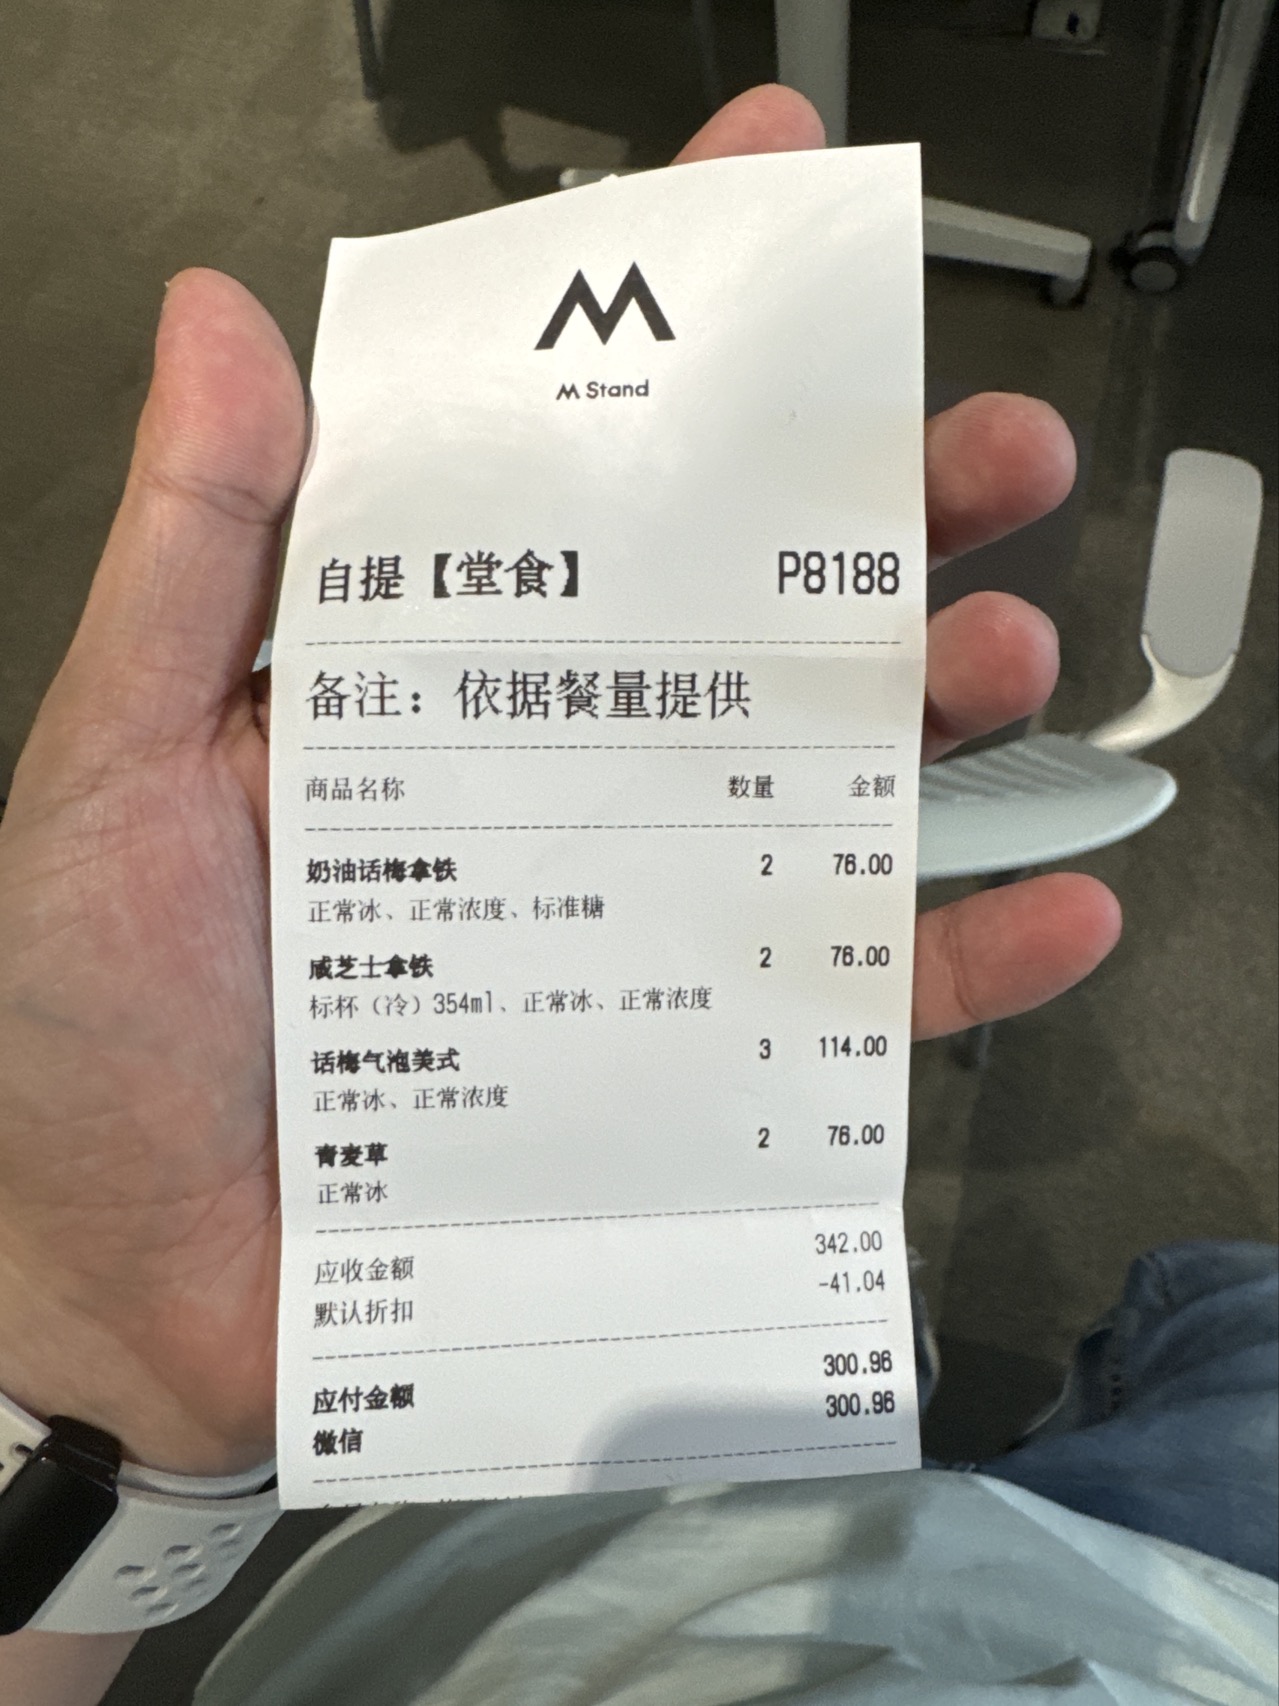 M Stand
自提【堂食】 P8188
备注：依据餐量提供
商品名称 数量 金额
奶油话梅拿铁 2 76.00
正常冰、正常浓度、标准糖
咸芝士拿铁 2 76.00
标杯（冷）354ml、正常冰、正常浓度
话梅气泡美式 3 114.00
正常冰、正常浓度
青麦草 2 76.00
正常冰
应收金额 342.00
默认折扣 -41.04
应付金额 300.96
微信 300.96